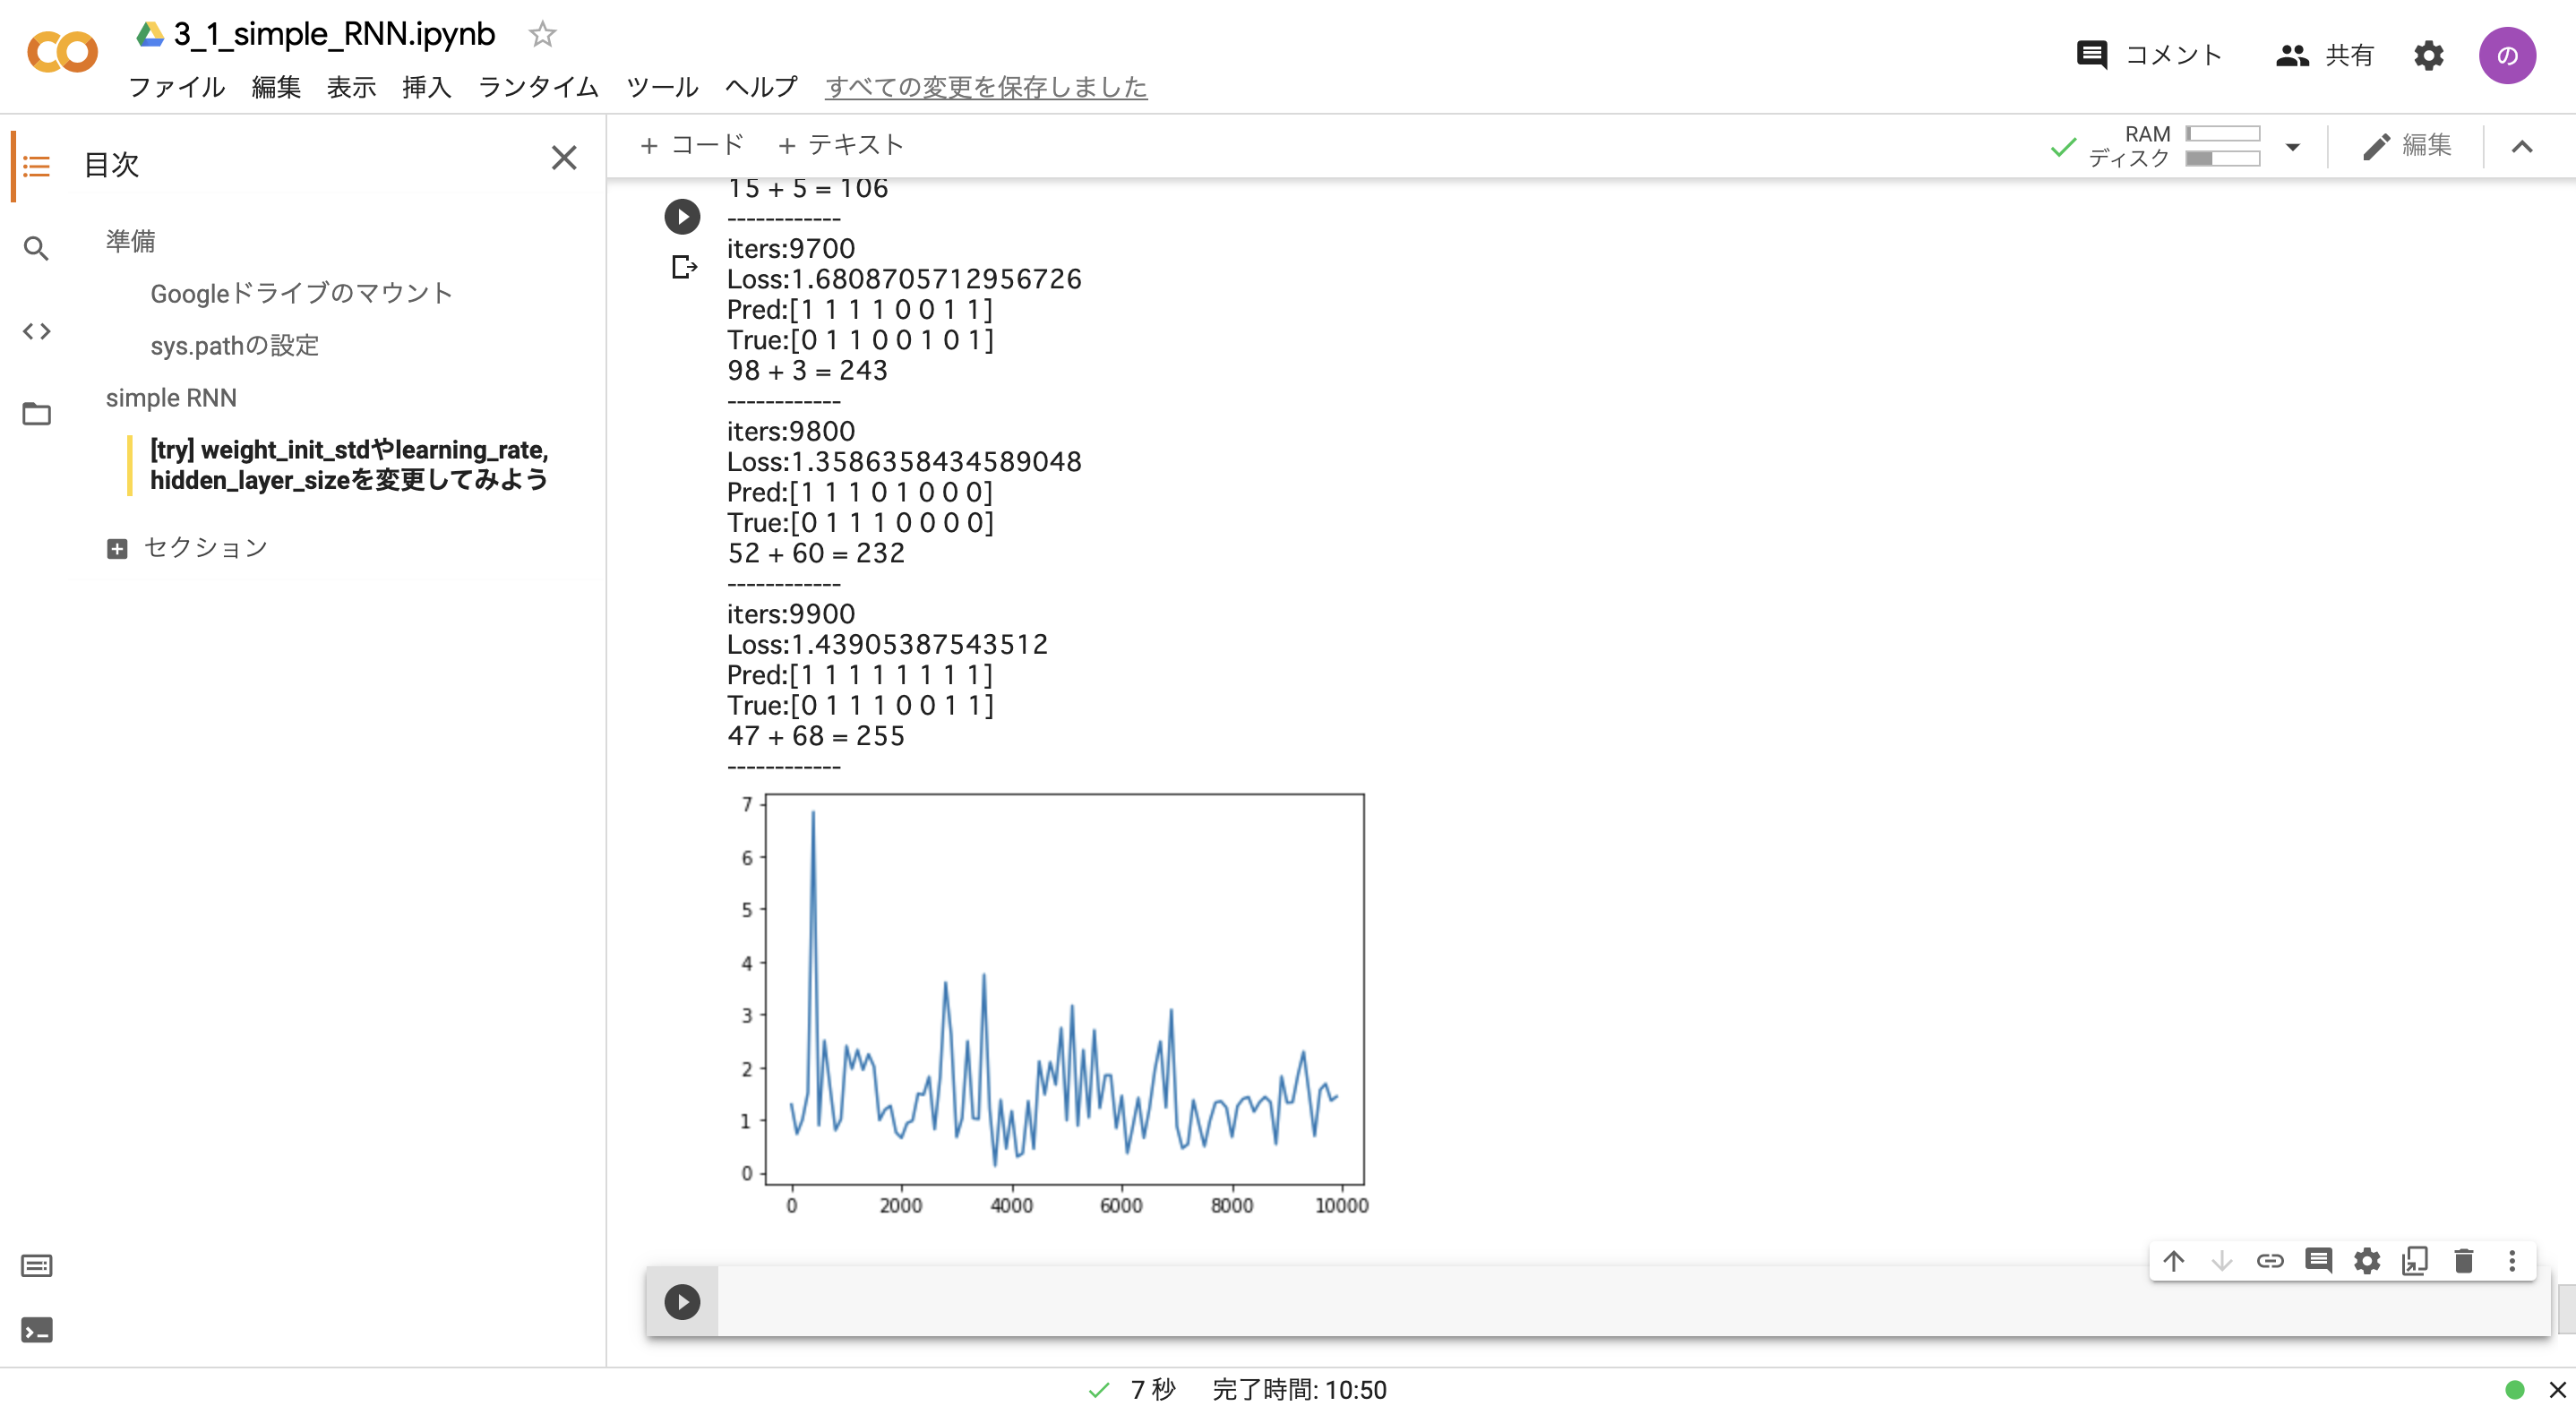 3_1_simple_RNN.ipynb
ファイル 編集 表示 挿入 ランタイム ツール ヘルプ すべての変更を保存しました
コメント 共有 の
目次
準備
Googleドライブのマウント
sys.pathの設定
simple RNN
[try] weight_init_stdやlearning_rate,
hidden_layer_sizeを変更してみよう
セクション
+ コード + テキスト
RAM
ディスク
編集
15 + 5 = 106
------------
iters:9700
Loss:1.6808705712956726
Pred:[1 1 1 1 0 0 1 1]
True:[0 1 1 0 0 1 0 1]
98 + 3 = 243
------------
iters:9800
Loss:1.3586358434589048
Pred:[1 1 1 0 1 0 0 0]
True:[0 1 1 1 0 0 0 0]
52 + 60 = 232
------------
iters:9900
Loss:1.43905387543512
Pred:[1 1 1 1 1 1 1 1]
True:[0 1 1 1 0 0 1 1]
47 + 68 = 255
------------
7
6
5
4
3
2
1
0
0 2000 4000 6000 8000 10000
7 秒 完了時間: 10:50